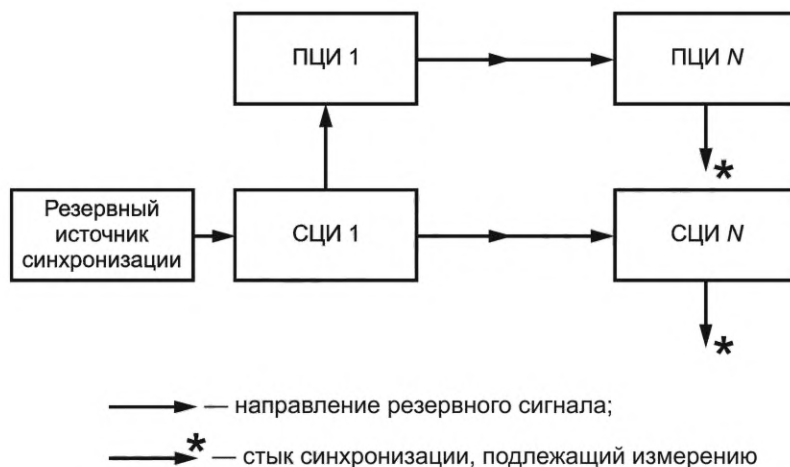 ПЦИ 1
ПЦИ N
*
Резервный
источник
синхронизации
СЦИ 1
СЦИ N
*
— направление резервного сигнала;
* — стык синхронизации, подлежащий измерению